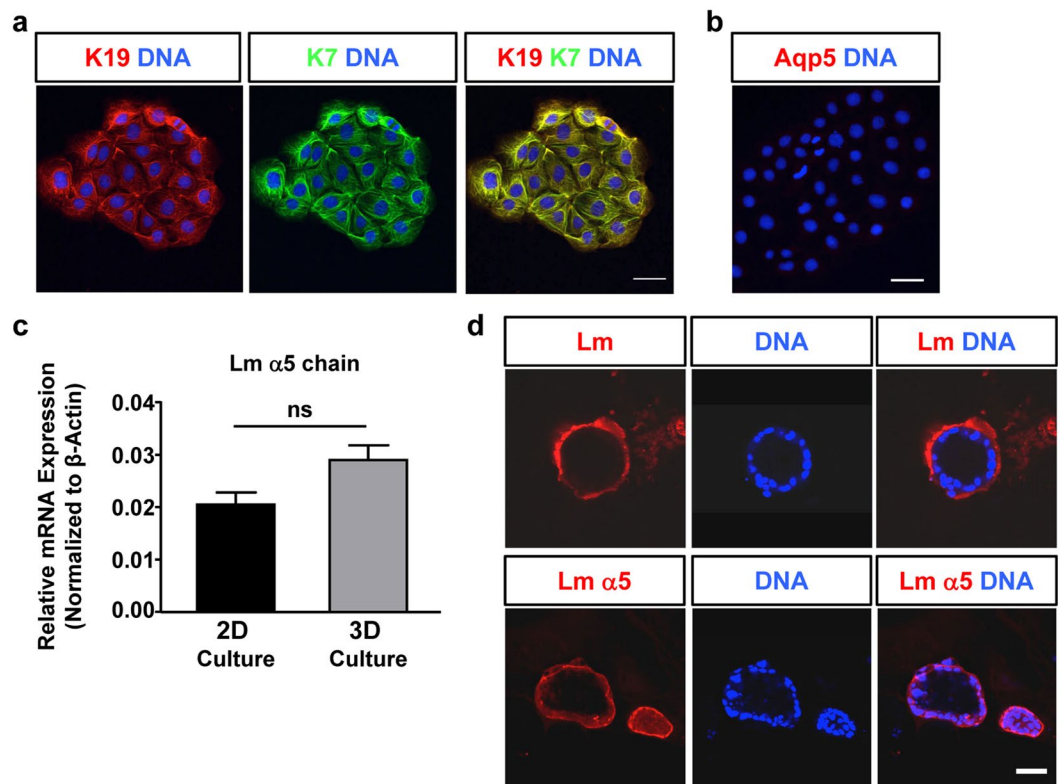 a
K19 DNA
K7 DNA
K19 K7 DNA
b
Aqp5 DNA
c
Lm α5 chain
Relative mRNA Expression
(Normalized to β-Actin)
0.04
0.03
0.02
0.01
0.00
ns
2D
Culture
3D
Culture
d
Lm
DNA
Lm DNA
Lm α5
DNA
Lm α5 DNA